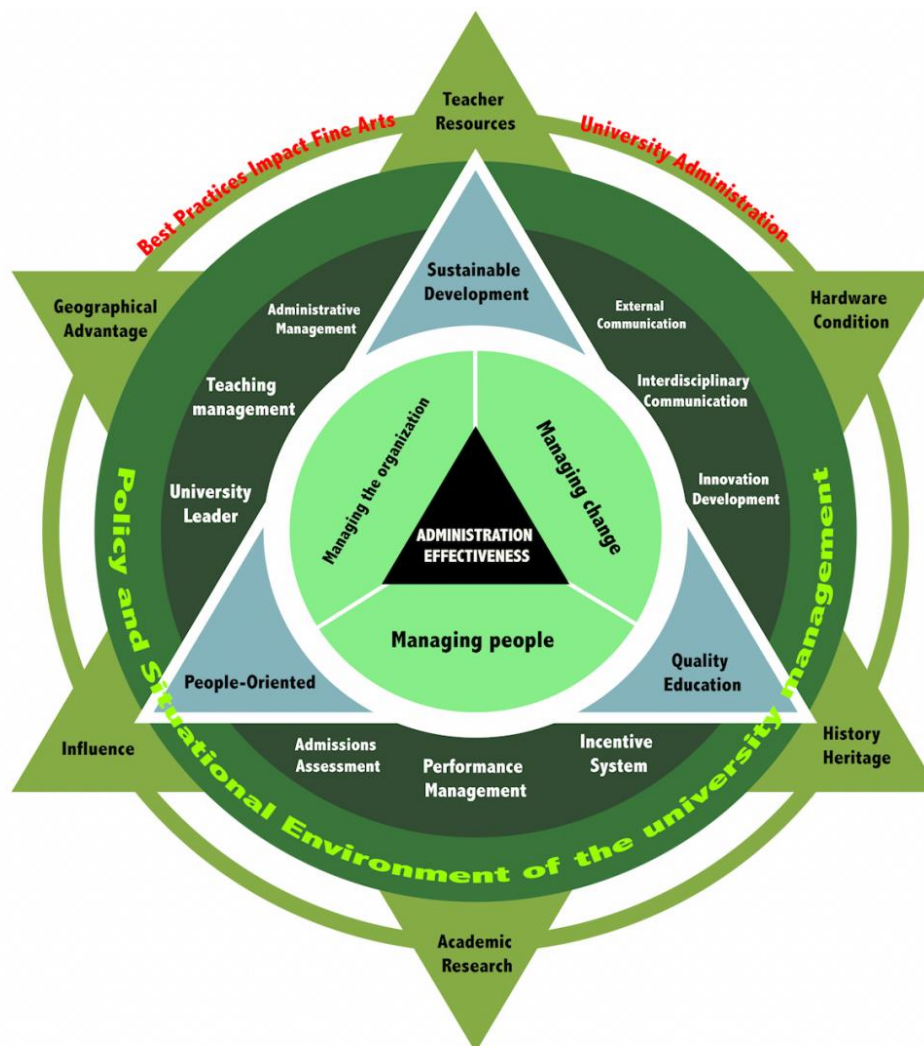 Teacher
Resources
Best Practices Impact Fine Arts
University Administration
Geographical
Advantage
Hardware
Condition
Sustainable
Development
Administrative
Management
External
Communication
Teaching
management
Interdisciplinary
Communication
University
Leader
Innovation
Development
Managing the organization
Managing change
ADMINISTRATION
EFFECTIVENESS
Managing people
People-Oriented
Quality
Education
Policy and Situational Environment of the university management
Influence
History
Heritage
Admissions
Assessment
Performance
Management
Incentive
System
Academic
Research